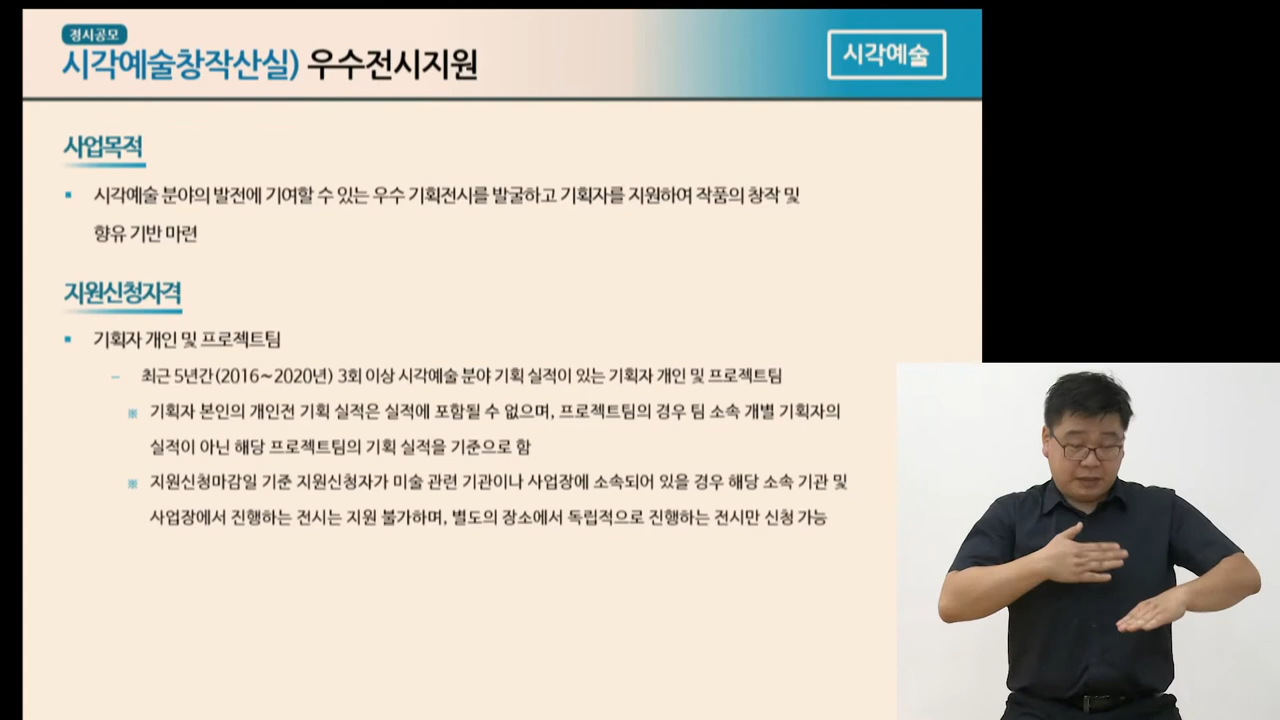 정시공모
시각예술창작산실) 우수전시지원
시각예술
사업목적
▪ 시각예술 분야의 발전에 기여할 수 있는 우수 기획전시를 발굴하고 기획자를 지원하여 작품의 창작 및
향유 기반 마련
지원신청자격
▪ 기획자 개인 및 프로젝트팀
– 최근 5년간(2016~2020년) 3회 이상 시각예술 분야 기획 실적이 있는 기획자 개인 및 프로젝트팀
※ 기획자 본인의 개인전 기획 실적은 실적에 포함될 수 없으며, 프로젝트팀의 경우 팀 소속 개별 기획자의
실적이 아닌 해당 프로젝트팀의 기획 실적을 기준으로 함
※ 지원신청마감일 기준 지원신청자가 미술 관련 기관이나 사업장에 소속되어 있을 경우 해당 소속 기관 및
사업장에서 진행하는 전시는 지원 불가하며, 별도의 장소에서 독립적으로 진행하는 전시만 신청 가능